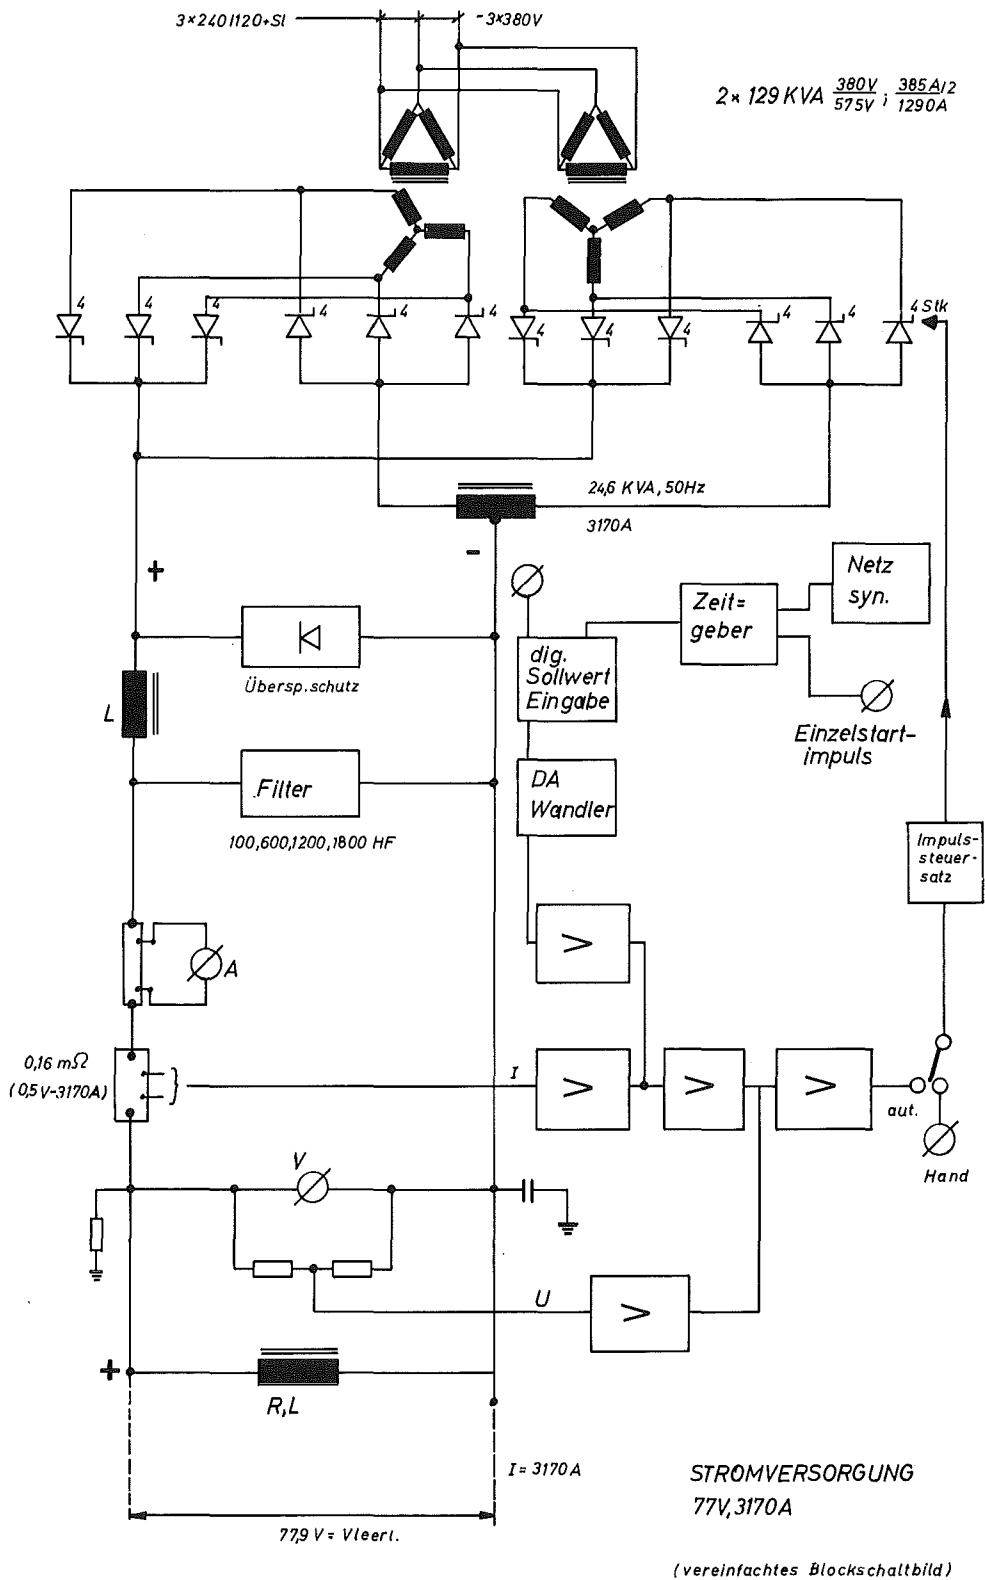 3×240/120+Sl
~3×380V
2× 129 KVA 380V/575V ; 385A/2/1290A
4
4
4
4
4
4
4
4
4
4
4
4 Stk
24,6 KVA, 50Hz
3170A
+
-
Netz
syn.
Zeit=
geber
dig.
Sollwert
Eingabe
Übersp.schutz
L
Einzelstart-
impuls
Filter
DA
Wandler
100,600,1200,1800 HF
Impuls-
steuer-
satz
>
A
0,16 mΩ
(0,5V-3170A)
I
>
>
>
aut.
Hand
V
U
>
+
R,L
I = 3170A
STROMVERSORGUNG
77V, 3170A
77,9 V = Vleerl.
(vereinfachtes Blockschaltbild)